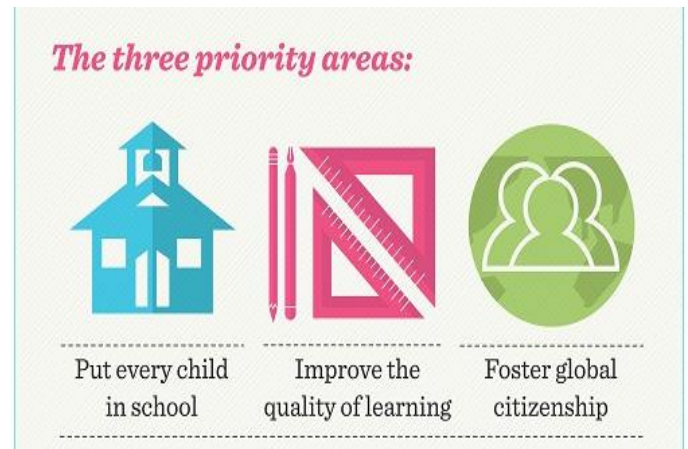 The three priority areas:
Put every child
in school
Improve the
quality of learning
Foster global
citizenship